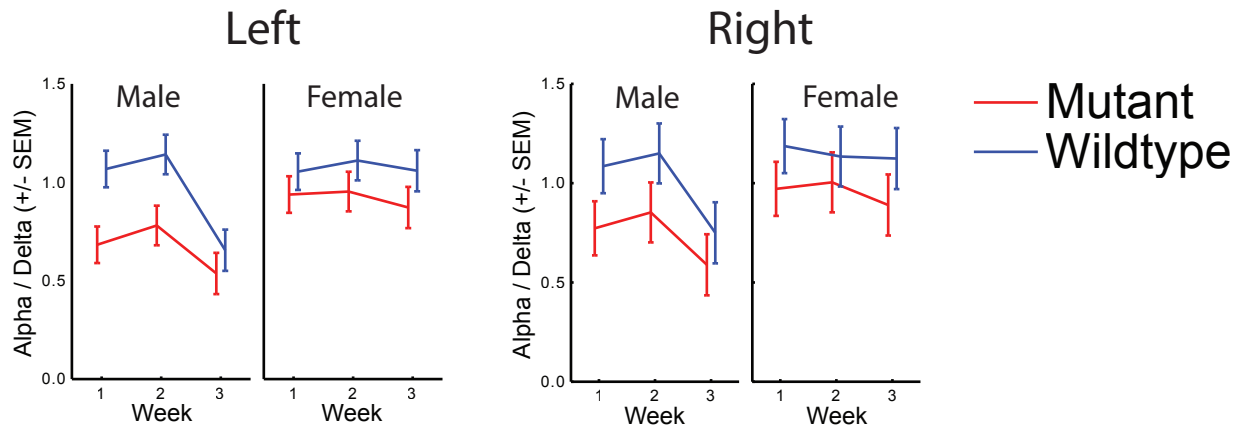 Left
Right
Male
Female
Male
Female
Mutant
Wildtype
Alpha / Delta (+/- SEM)
1.5
1.0
0.5
0.0
1 2 3
Week
1 2 3
Week
Alpha / Delta (+/- SEM)
1.5
1.0
0.5
0.0
1 2 3
Week
1 2 3
Week